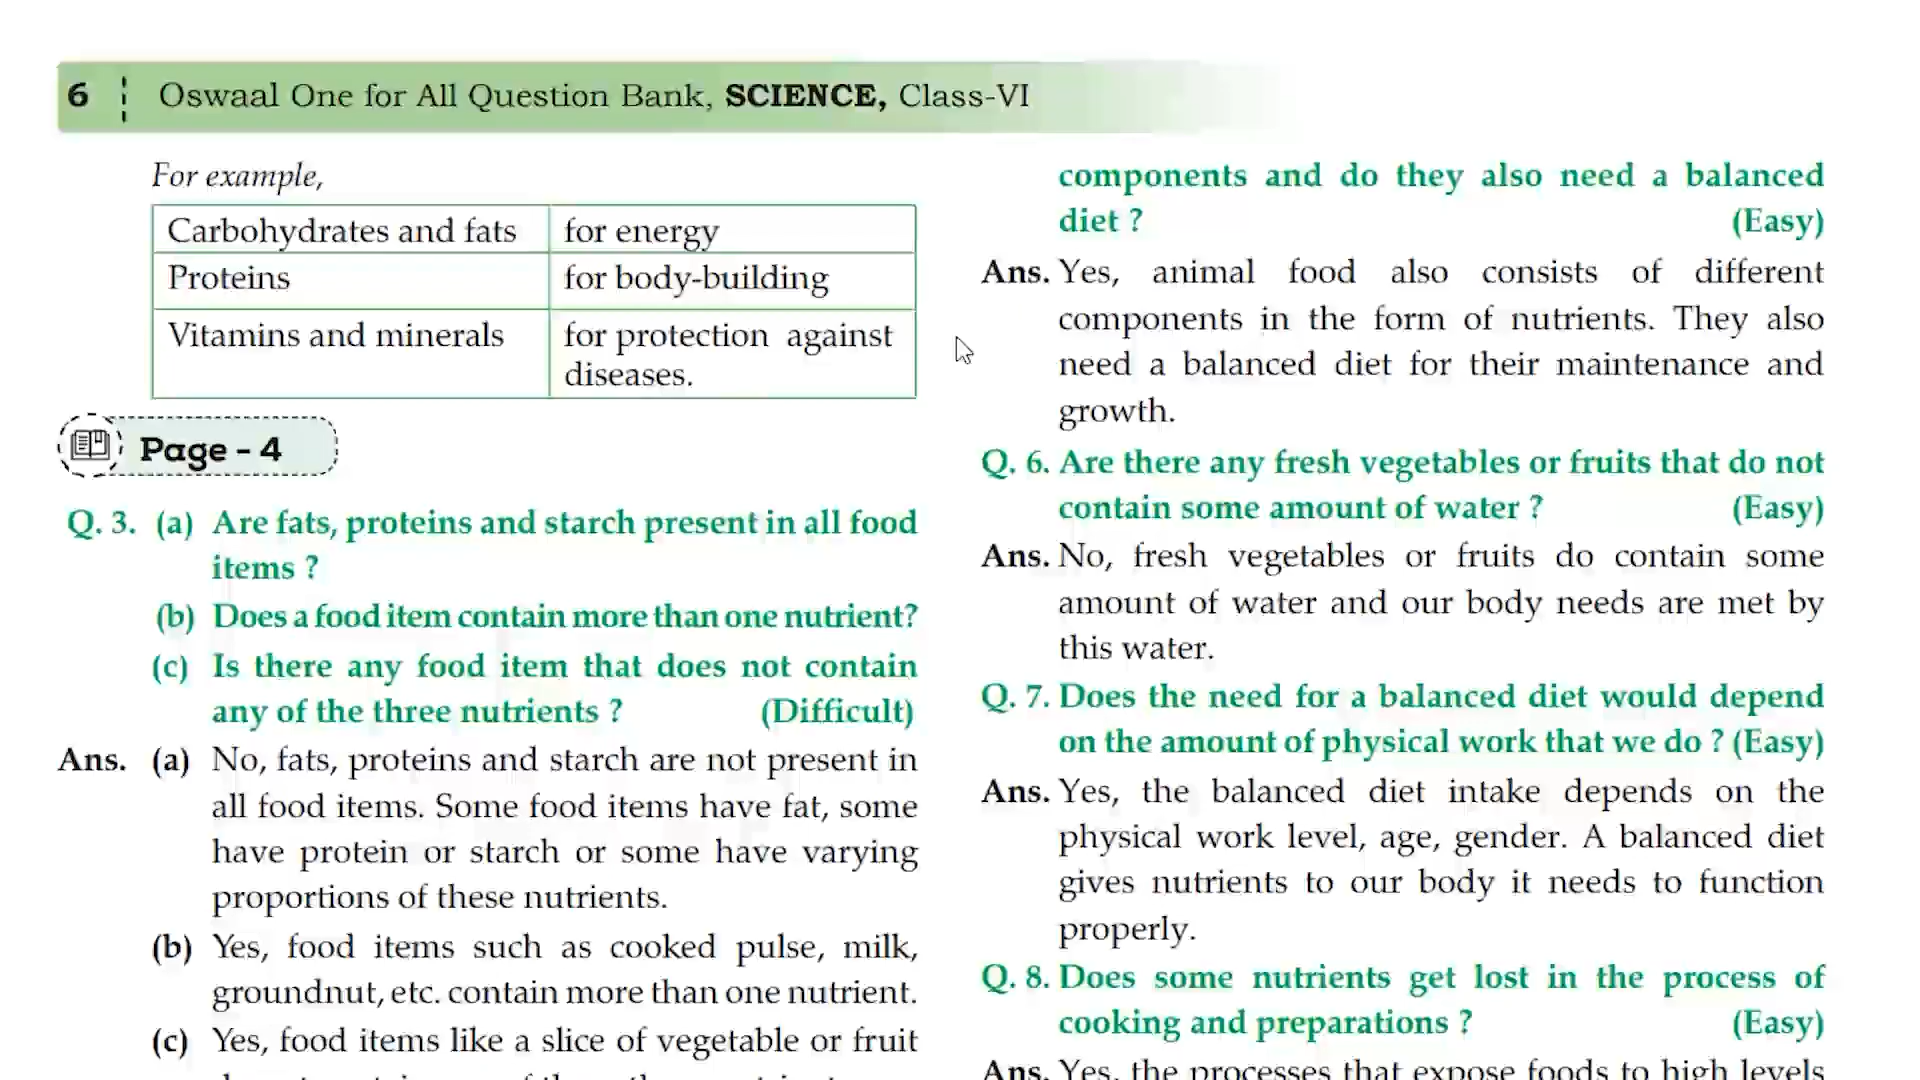 6 Oswaal One for All Question Bank, SCIENCE, Class-VI
For example,
Carbohydrates and fats for energy
Proteins for body-building
Vitamins and minerals for protection against
diseases.
Page - 4
Q. 3. (a) Are fats, proteins and starch present in all food
items ?
(b) Does a food item contain more than one nutrient?
(c) Is there any food item that does not contain
any of the three nutrients ? (Difficult)
Ans. (a) No, fats, proteins and starch are not present in
all food items. Some food items have fat, some
have protein or starch or some have varying
proportions of these nutrients.
(b) Yes, food items such as cooked pulse, milk,
groundnut, etc. contain more than one nutrient.
(c) Yes, food items like a slice of vegetable or fruit
components and do they also need a balanced
diet ? (Easy)
Ans. Yes, animal food also consists of different
components in the form of nutrients. They also
need a balanced diet for their maintenance and
growth.
Q. 6. Are there any fresh vegetables or fruits that do not
contain some amount of water ? (Easy)
Ans. No, fresh vegetables or fruits do contain some
amount of water and our body needs are met by
this water.
Q. 7. Does the need for a balanced diet would depend
on the amount of physical work that we do ? (Easy)
Ans. Yes, the balanced diet intake depends on the
physical work level, age, gender. A balanced diet
gives nutrients to our body it needs to function
properly.
Q. 8. Does some nutrients get lost in the process of
cooking and preparations ? (Easy)
Ans. Yes, the processes that expose foods to high levels